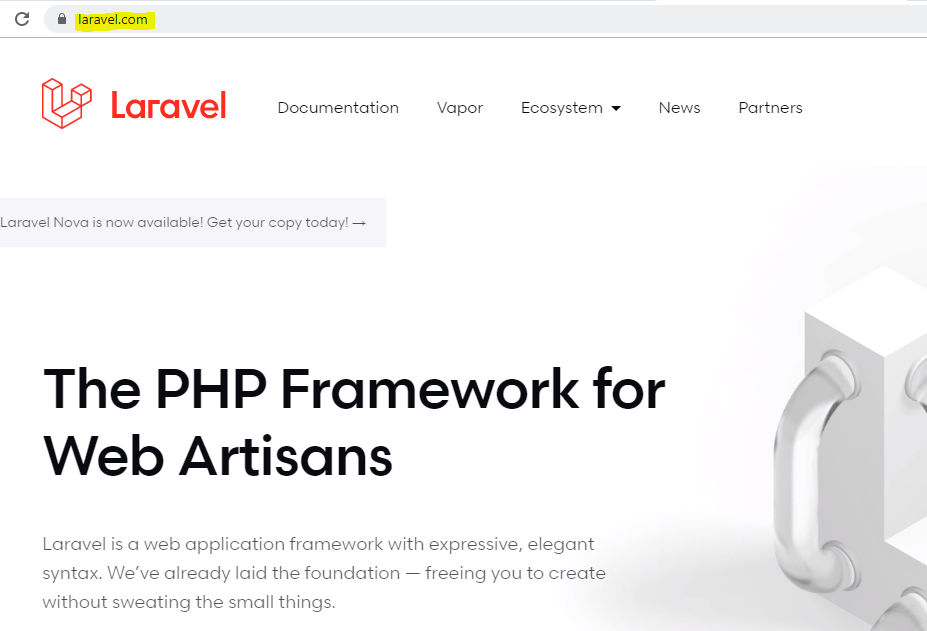 laravel.com
Laravel Documentation Vapor Ecosystem News Partners
Laravel Nova is now available! Get your copy today! →
The PHP Framework for
Web Artisans
Laravel is a web application framework with expressive, elegant
syntax. We’ve already laid the foundation — freeing you to create
without sweating the small things.